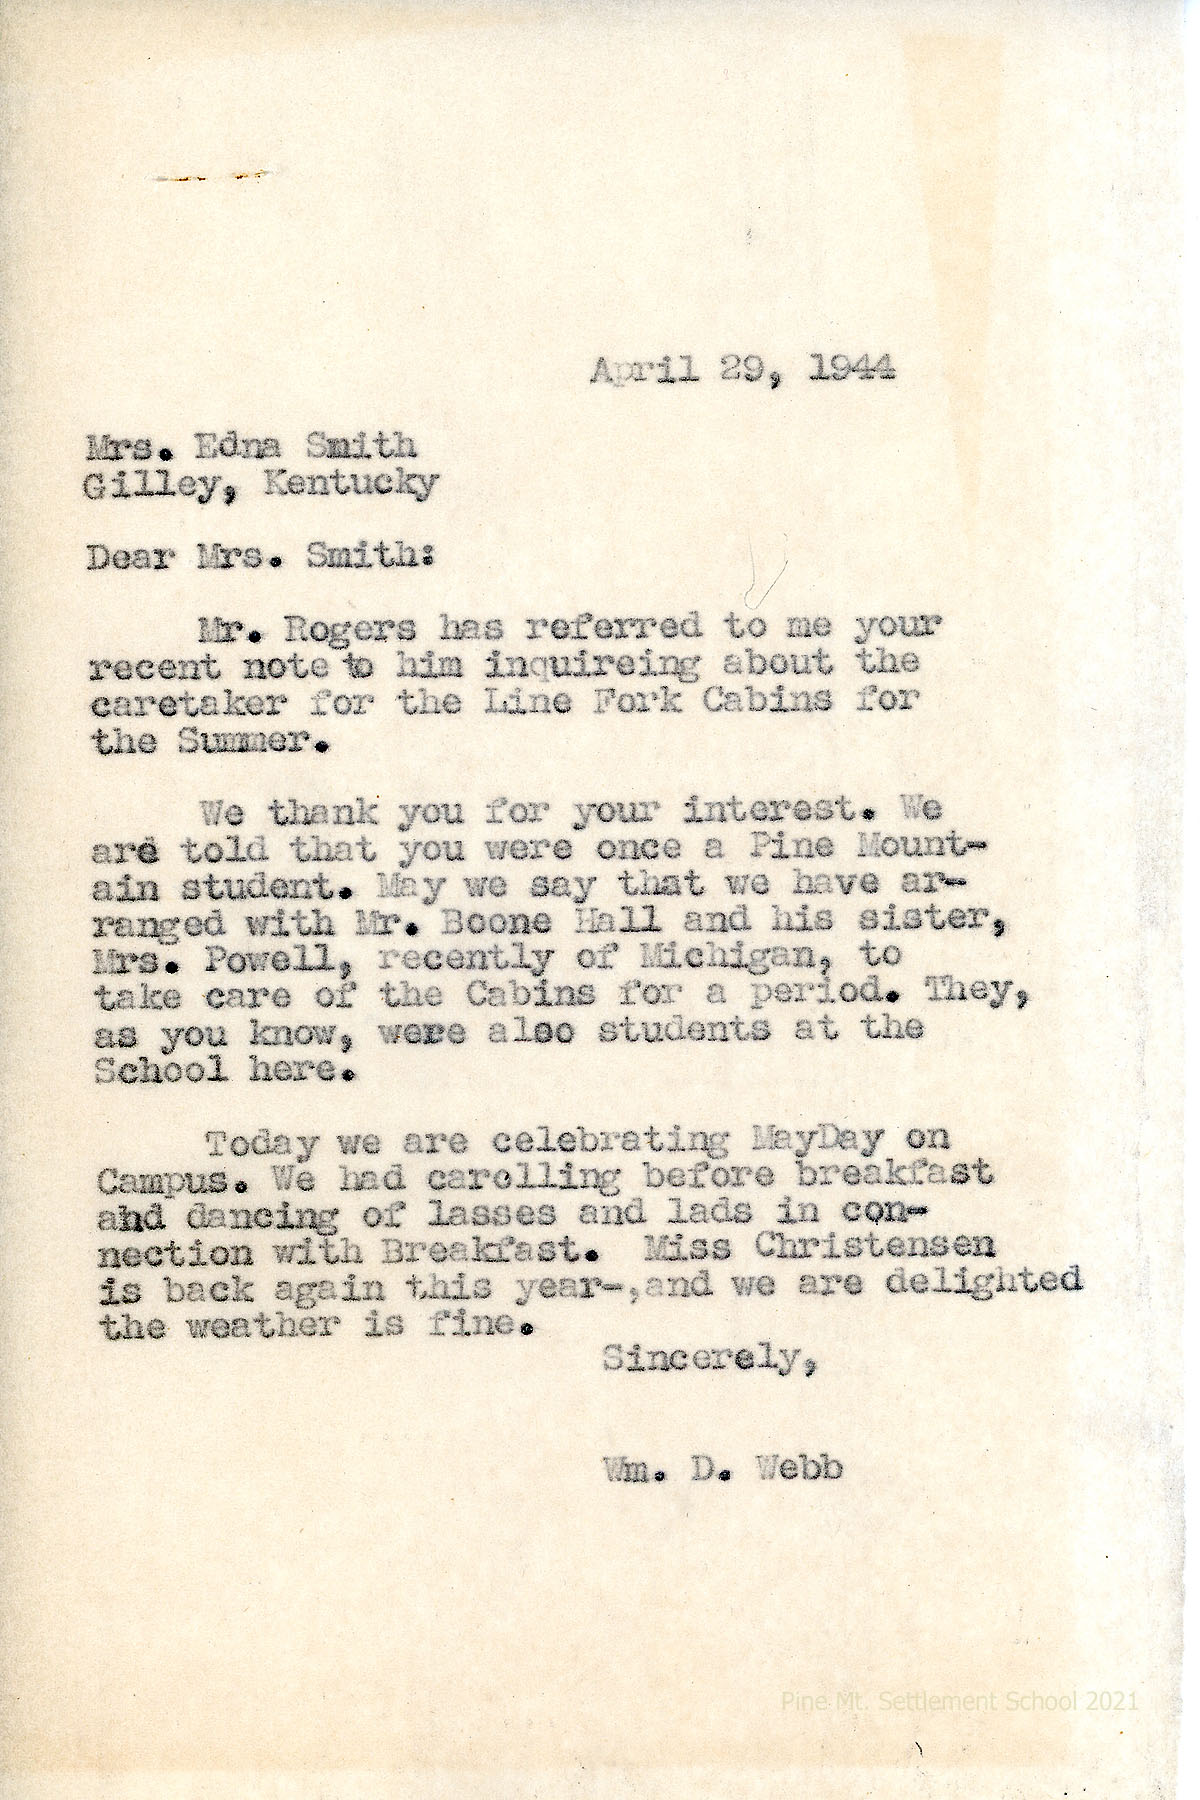 April 29, 1944
Mrs. Edna Smith
Gilley, Kentucky
Dear Mrs. Smith:
Mr. Rogers has referred to me your
recent note to him inquireing about the
caretaker for the Line Fork Cabins for
the Summer.
We thank you for your interest. We
are told that you were once a Pine Mount-
ain student. May we say that we have ar-
ranged with Mr. Boone Hall and his sister,
Mrs. Powell, recently of Michigan, to
take care of the Cabins for a period. They,
as you know, were also students at the
School here.
Today we are celebrating MayDay on
Campus. We had carolling before breakfast
and dancing of lasses and lads in con-
nection with Breakfast. Miss Christensen
is back again this year-,and we are delighted
the weather is fine.
Sincerely,
Wm. D. Webb
Pine Mt. Settlement School 2021